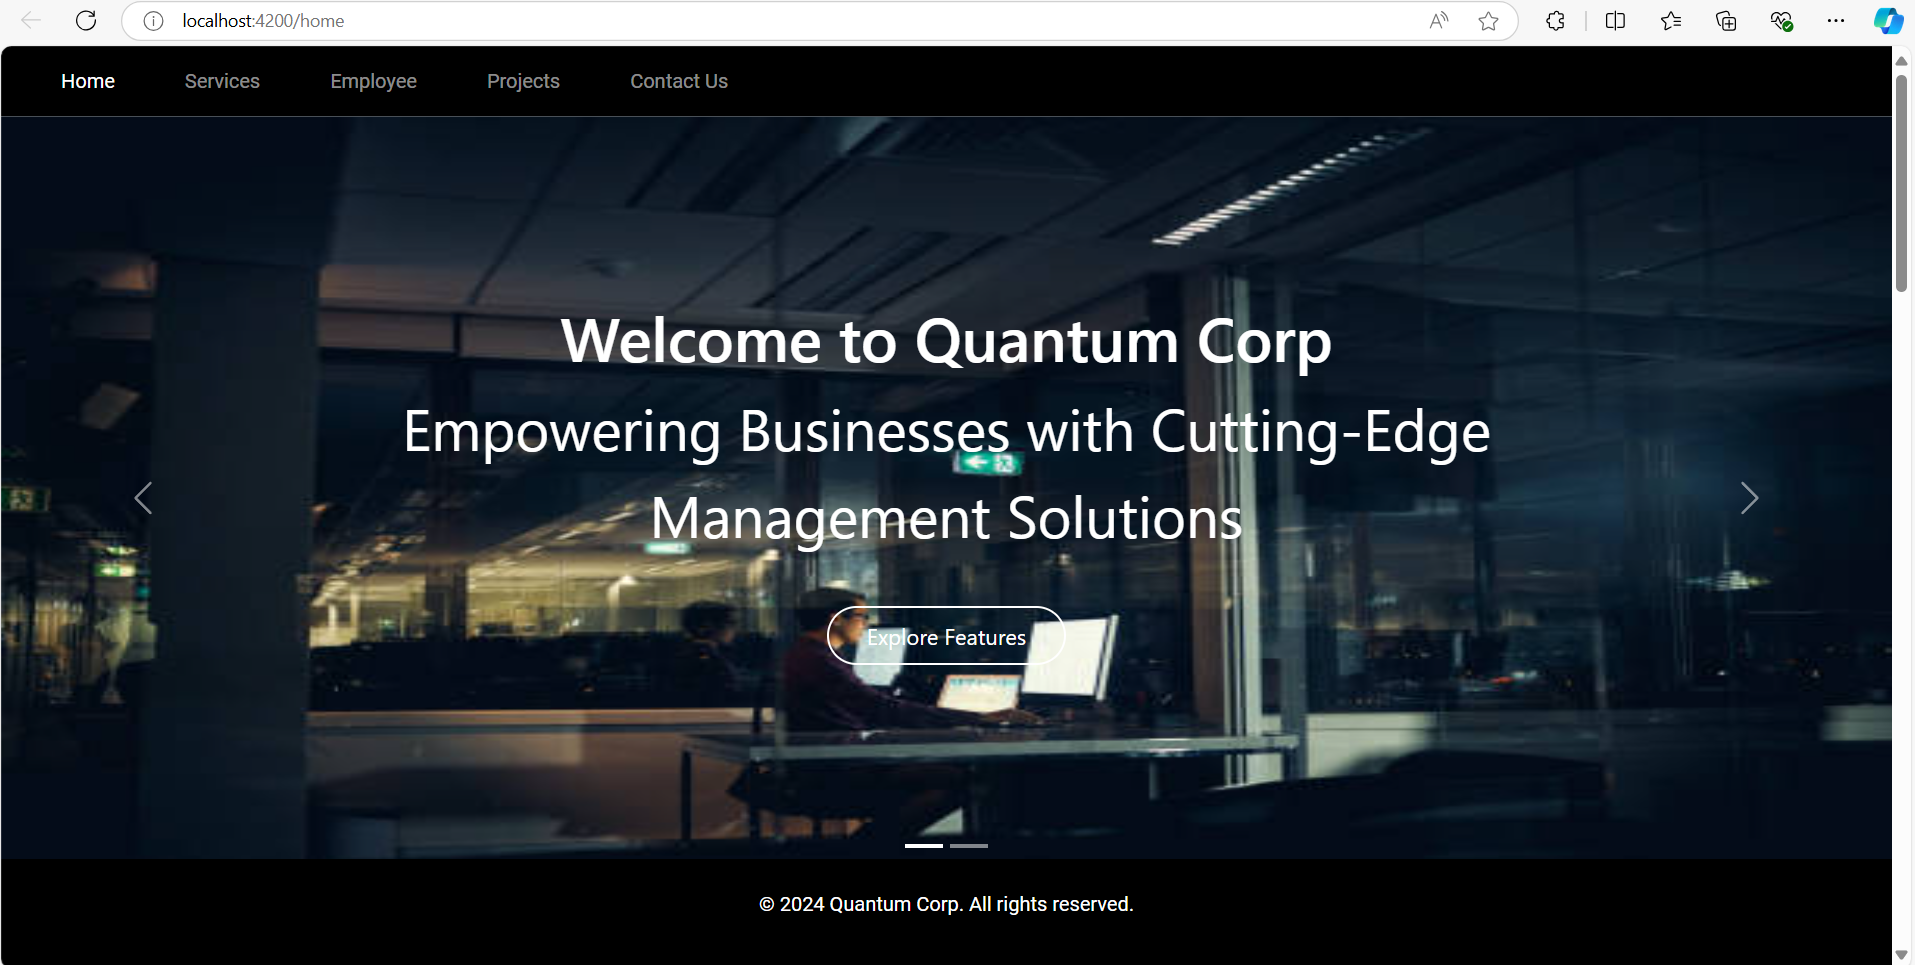 localhost:4200/home
Home Services Employee Projects Contact Us
Welcome to Quantum Corp
Empowering Businesses with Cutting-Edge
Management Solutions
Explore Features
© 2024 Quantum Corp. All rights reserved.